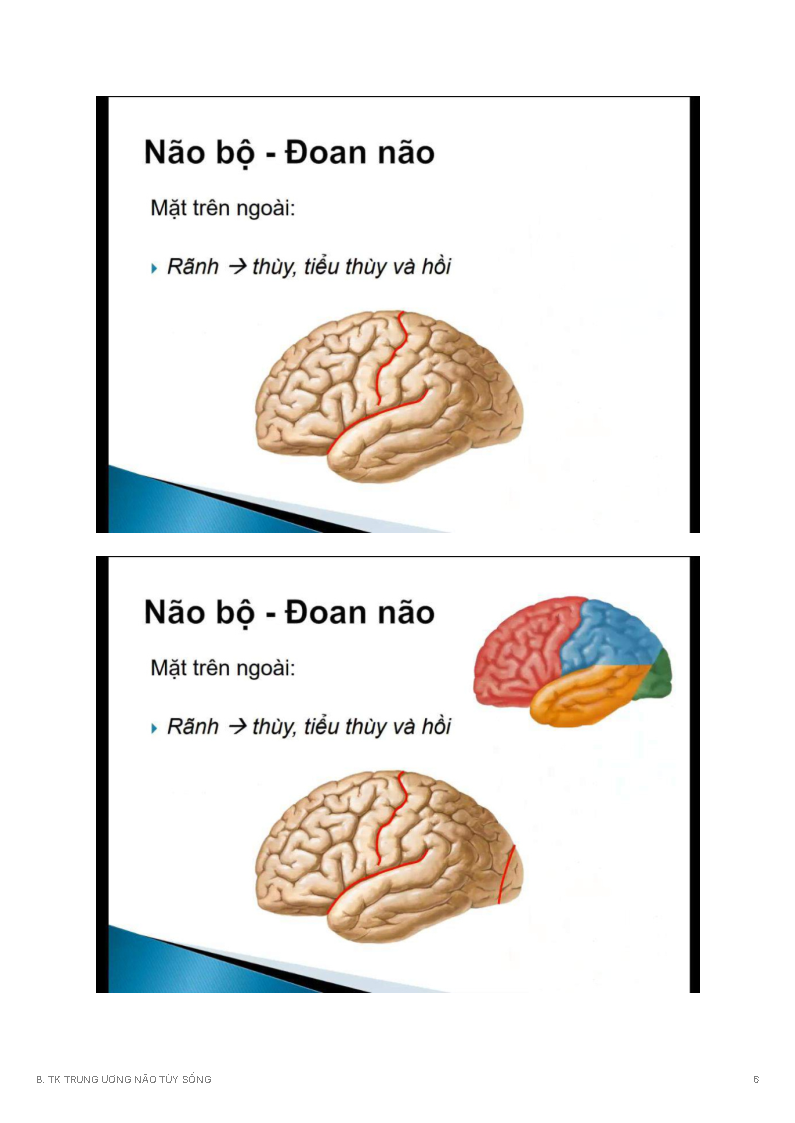 Não bộ - Đoan não
Mặt trên ngoài:
Rãnh → thùy, tiểu thùy và hồi
Não bộ - Đoan não
Mặt trên ngoài:
Rãnh → thùy, tiểu thùy và hồi
B. TK TRUNG ƯƠNG NÃO TỦY SỐNG 6